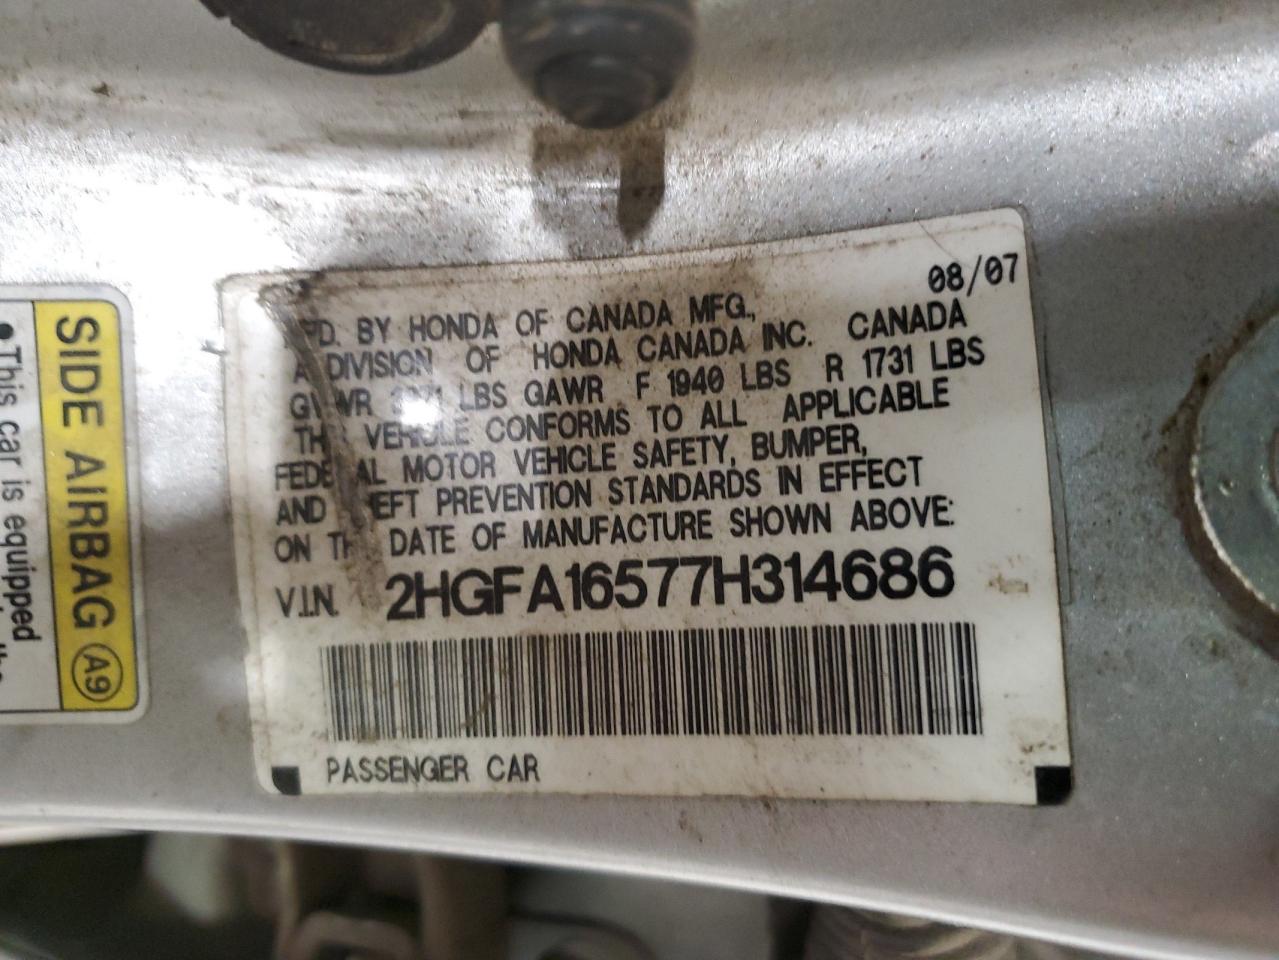 SIDE AIRBAG A9
• This car is equipped
08/07
BY HONDA OF CANADA MFG.,
DIVISION OF HONDA CANADA INC. CANADA
LBS GAWR F 1940 LBS R 1731 LBS
VEHICLE CONFORMS TO ALL APPLICABLE
MOTOR VEHICLE SAFETY, BUMPER,
AND PREVENTION STANDARDS IN EFFECT
ON DATE OF MANUFACTURE SHOWN ABOVE:
V.I.N. 2HGFA16577H314686
PASSENGER CAR